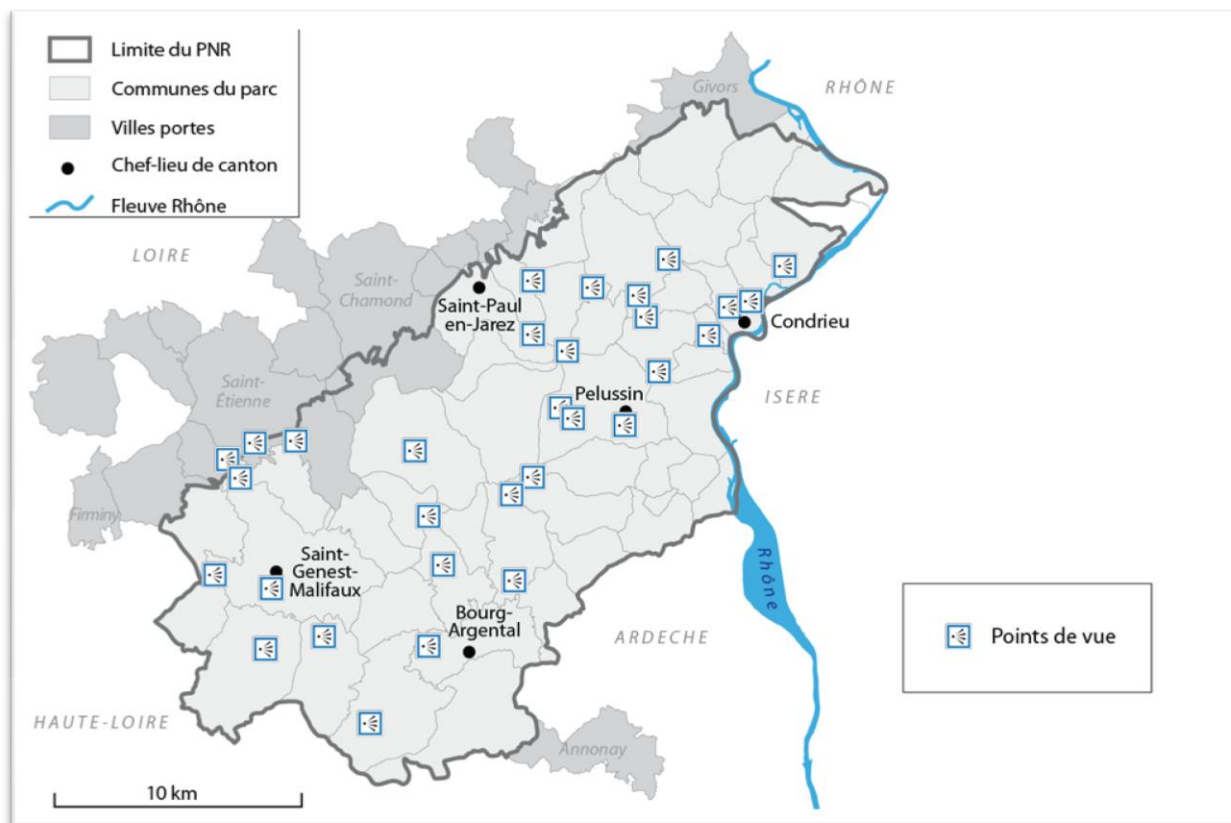 Limite du PNR
Communes du parc
Villes portes
Chef-lieu de canton
Fleuve Rhône
Givors
RHÔNE
LOIRE
Saint-
Chamond
Saint-Paul
en-Jarez
Condrieu
Saint-
Étienne
Pelussin
ISERE
Firminy
Saint-
Genest-
Malifaux
Rhône
Bourg-
Argental
ARDECHE
Points de vue
HAUTE-LOIRE
Annonay
10 km